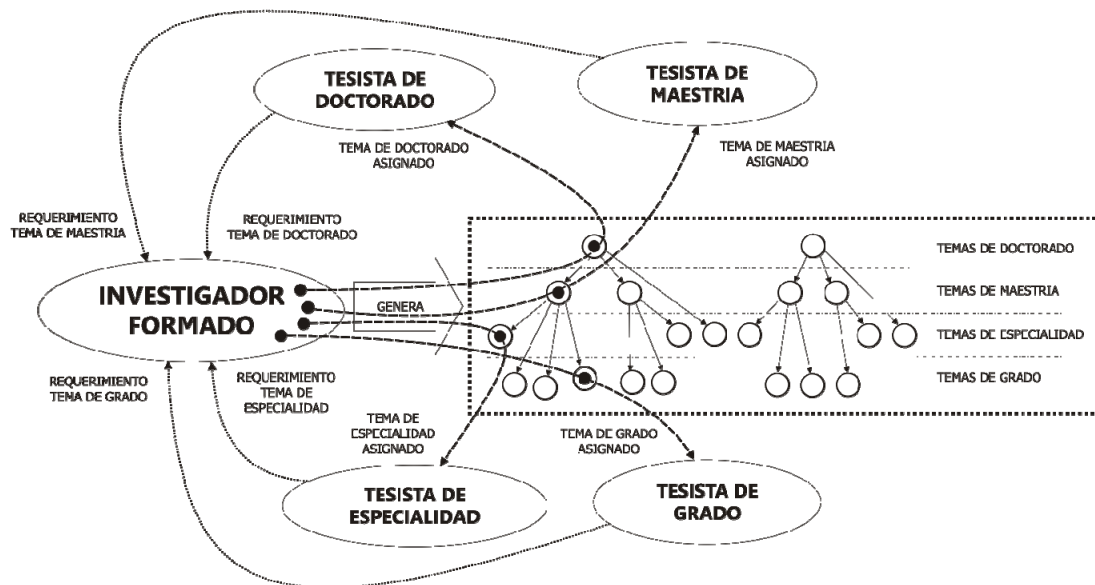 TESISTA DE
DOCTORADO
TESISTA DE
MAESTRIA
TEMA DE DOCTORADO
ASIGNADO
TEMA DE MAESTRIA
ASIGNADO
REQUERIMIENTO
TEMA DE MAESTRIA
REQUERIMIENTO
TEMA DE DOCTORADO
TEMAS DE DOCTORADO
INVESTIGADOR
FORMADO
GENERA
TEMAS DE MAESTRIA
TEMAS DE ESPECIALIDAD
TEMAS DE GRADO
REQUERIMIENTO
TEMA DE GRADO
REQUERIMIENTO
TEMA DE
ESPECIALIDAD
TEMA DE
ESPECIALIDAD
ASIGNADO
TEMA DE GRADO
ASIGNADO
TESISTA DE
ESPECIALIDAD
TESISTA DE
GRADO